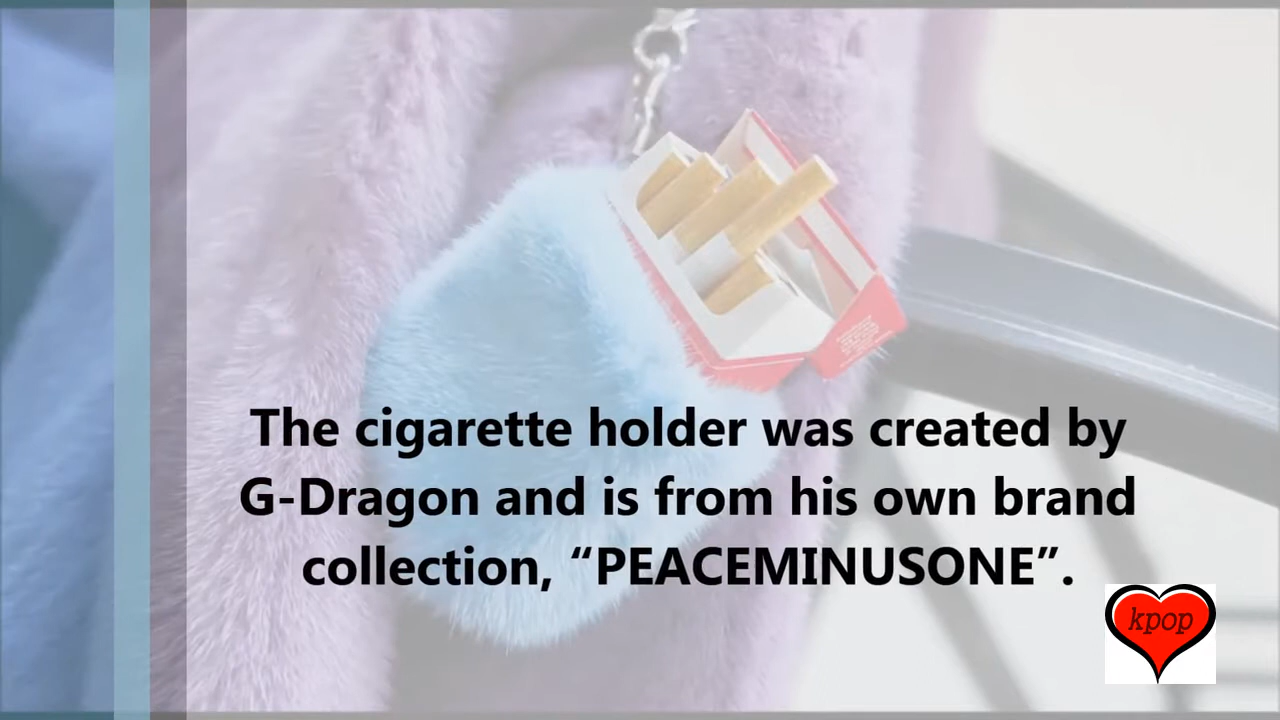 The cigarette holder was created by
G-Dragon and is from his own brand
collection, “PEACEMINUSONE”.
kpop